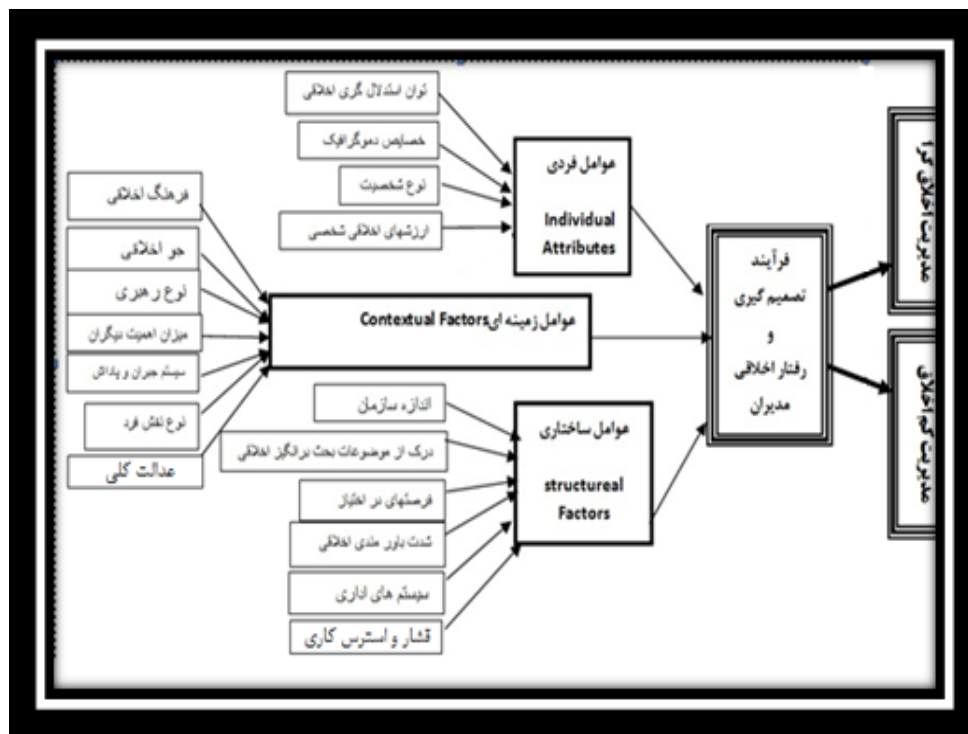 توان استدلال گری اخلاقی
خصایص دموگرافیک
نوع شخصیت
ارزشهای اخلاقی شخصی
عوامل فردی
Individual
Attributes
فرهنگ اخلاقی
جو اخلاقی
نوع رهبری
میزان اهمیت دیگران
سیستم جبران و پاداش
نوع نقش فرد
عدالت کلی
عوامل زمینه ای Contextual Factors
اندازه سازمان
درک از موضوعات بحث برانگیز اخلاقی
فرصتهای در اختیار
شدت باور مندی اخلاقی
سیستم های اداری
فشار و استرس کاری
عوامل ساختاری
structureal
Factors
فرآیند
تصمیم گیری
و
رفتار اخلاقی
مدیران
مدیریت اخلاق گرا
مدیریت کم اخلاق